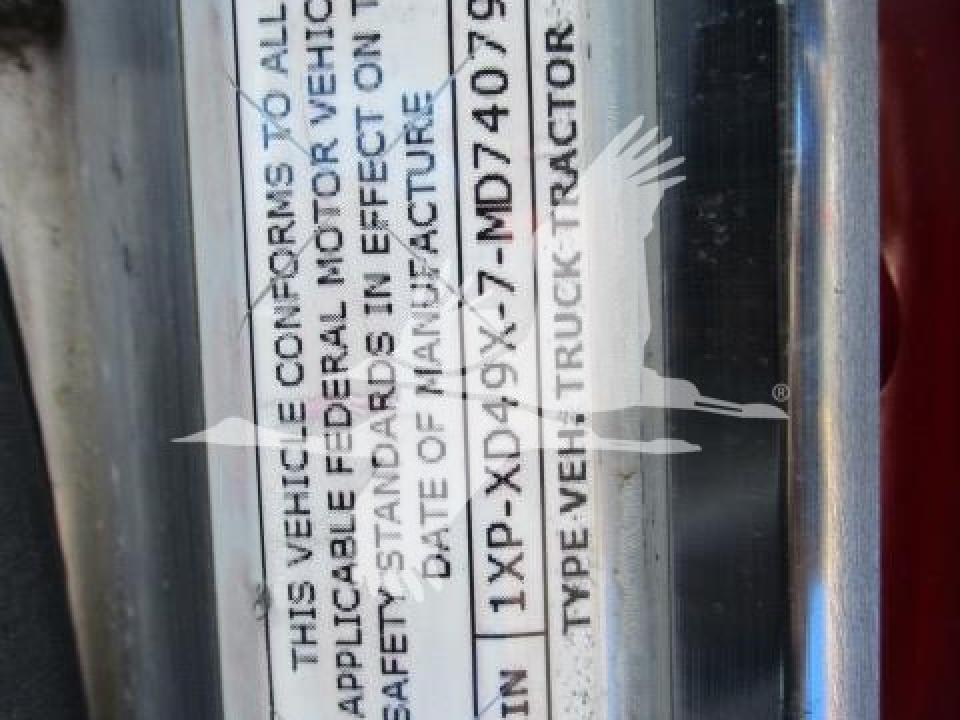 THIS VEHICLE CONFORMS TO ALL
APPLICABLE FEDERAL MOTOR VEHIC
SAFETY STANDARDS IN EFFECT ON T
DATE OF MANUFACTURE
IN 1XP-XD49X-7-MD74079
TYPE VEH: TRUCK-TRACTOR
®